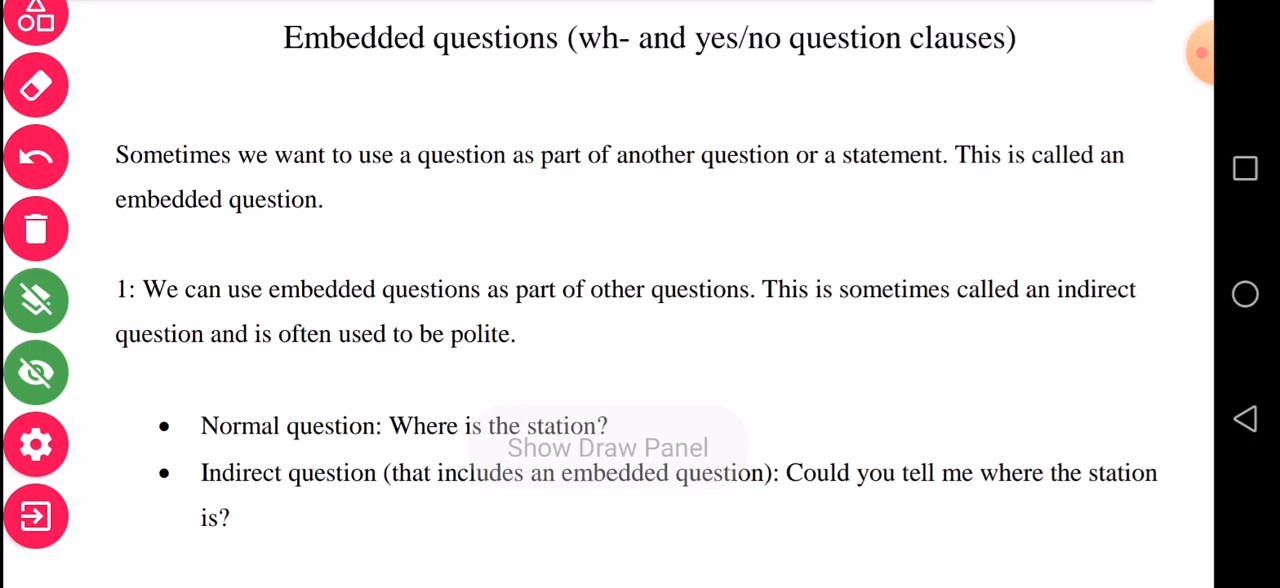 Embedded questions (wh- and yes/no question clauses)
Sometimes we want to use a question as part of another question or a statement. This is called an
embedded question.
1: We can use embedded questions as part of other questions. This is sometimes called an indirect
question and is often used to be polite.
• Normal question: Where is the station?
Show Draw Panel
• Indirect question (that includes an embedded question): Could you tell me where the station
is?